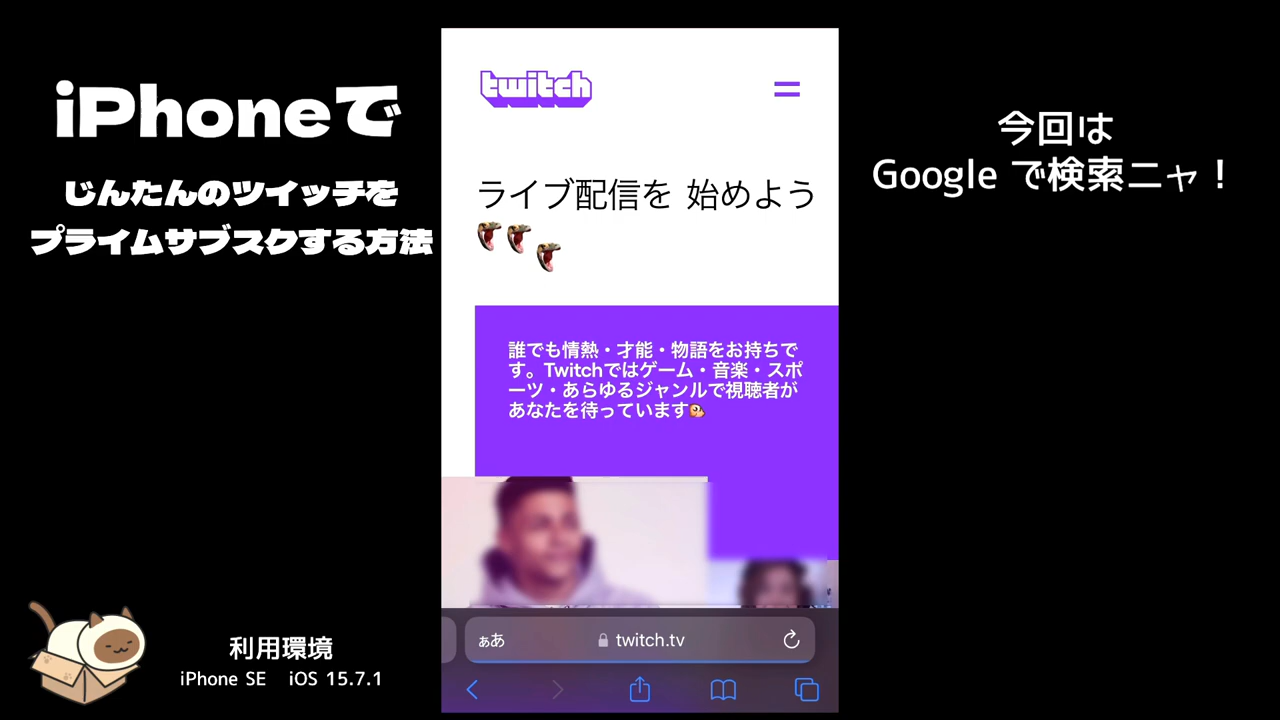 iPhoneで
じんたんのツイッチを
プライムサブスクする方法
twitch
ライブ配信を 始めよう
誰でも情熱・才能・物語をお持ちで
す。Twitchではゲーム・音楽・スポ
ーツ・あらゆるジャンルで視聴者が
あなたを待っています
ぁあ twitch.tv
今回は
Google で検索ニャ！
利用環境
iPhone SE iOS 15.7.1